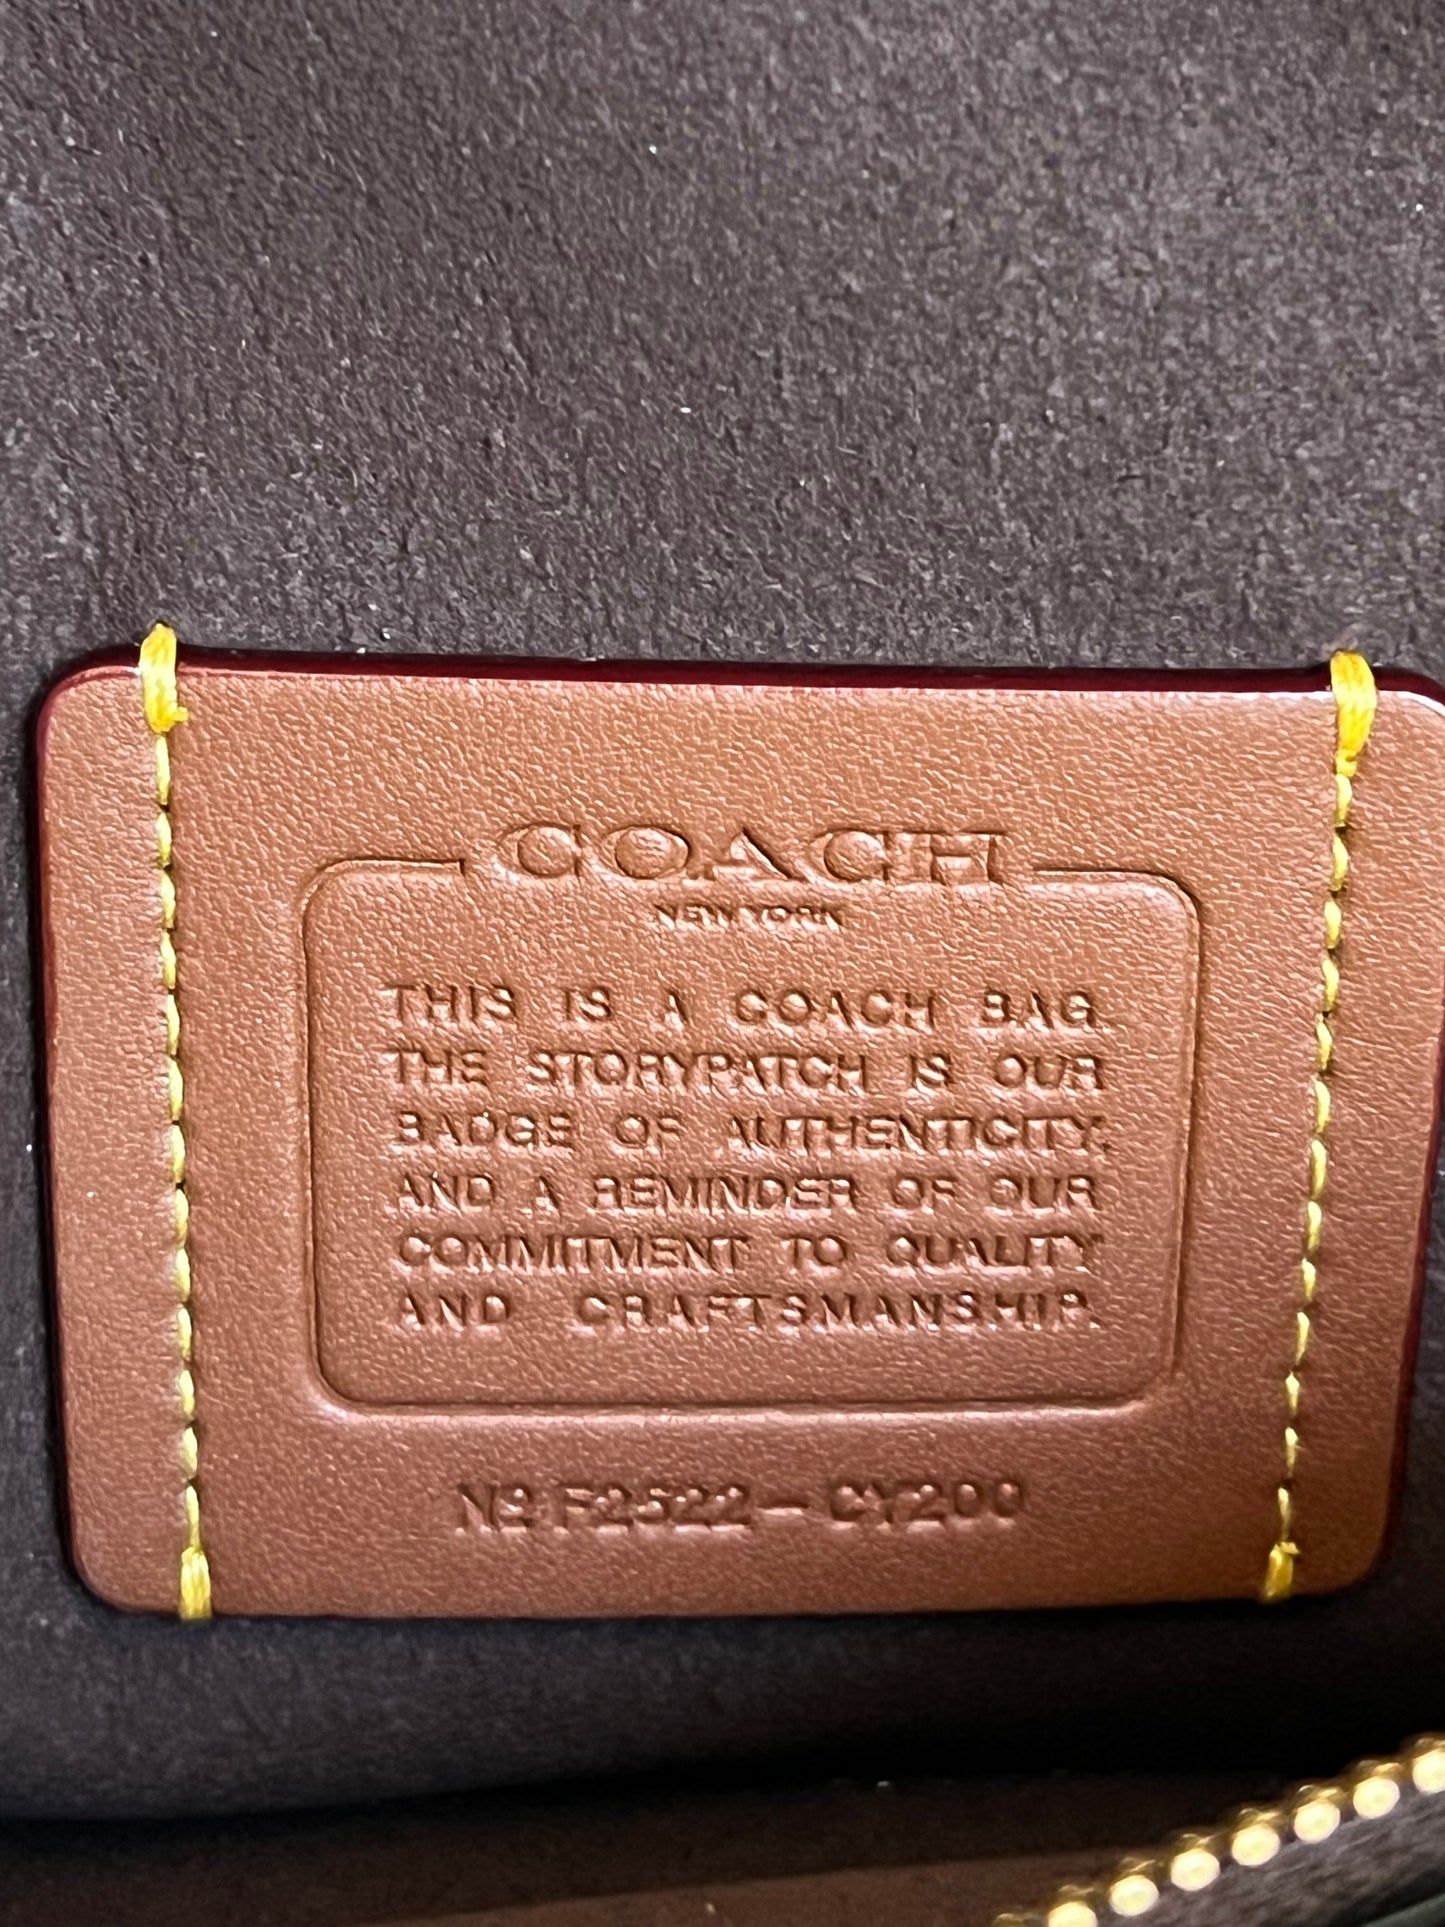 COACH
NEW YORK
THIS IS A COACH BAG.
THE STORYPATCH IS OUR
BADGE OF AUTHENTICITY,
AND A REMINDER OF OUR
COMMITMENT TO QUALITY
AND CRAFTSMANSHIP.
Nº F2522-CY200